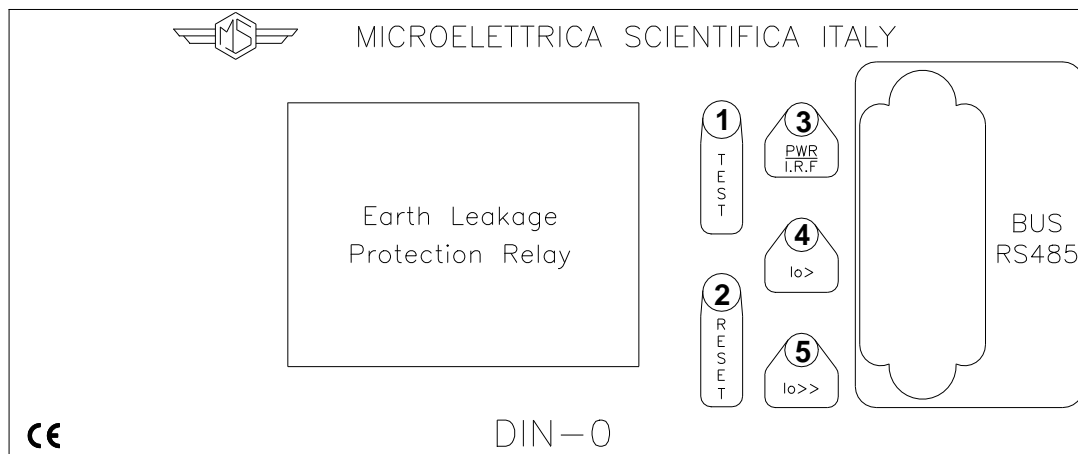 MS MICROELETTRICA SCIENTIFICA ITALY
Earth Leakage
Protection Relay
1
TEST
2
RESET
3
PWR
I.R.F
4
Io>
5
Io>>
BUS
RS485
CE
DIN-0